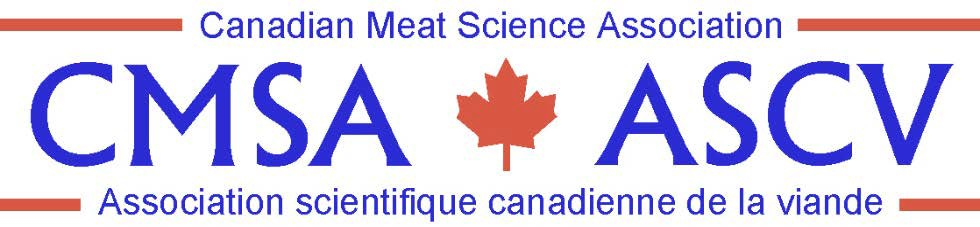 Canadian Meat Science Association
CMSA ASCV
Association scientifique canadienne de la viande